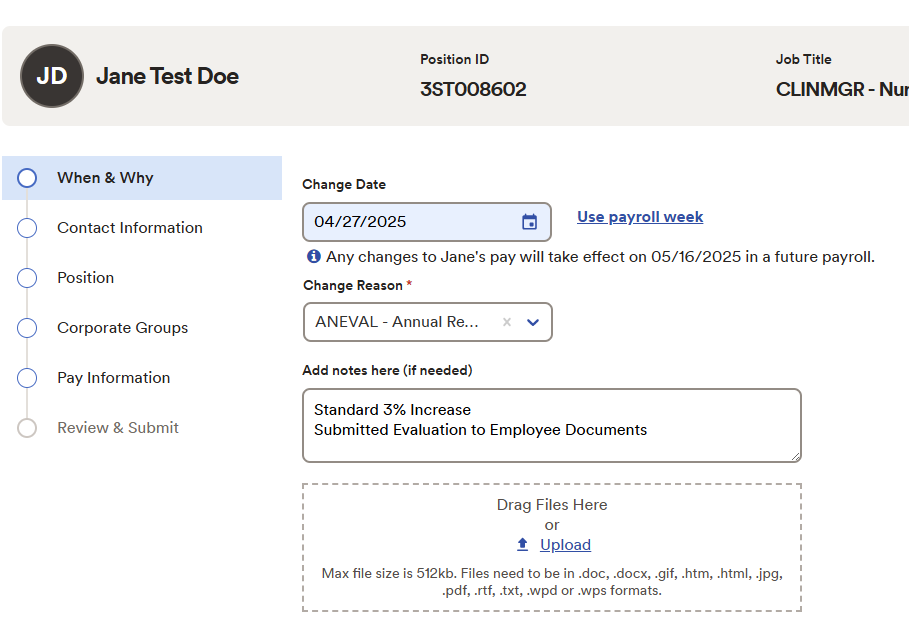 JD
Jane Test Doe
Position ID
3ST008602
Job Title
CLINMGR - Nur
When & Why
Contact Information
Position
Corporate Groups
Pay Information
Review & Submit
Change Date
04/27/2025
Use payroll week
Any changes to Jane's pay will take effect on 05/16/2025 in a future payroll.
Change Reason *
ANEVAL - Annual Re...
Add notes here (if needed)
Standard 3% Increase
Submitted Evaluation to Employee Documents
Drag Files Here
or
Upload
Max file size is 512kb. Files need to be in .doc, .docx, .gif, .htm, .html, .jpg,
.pdf, .rtf, .txt, .wpd or .wps formats.